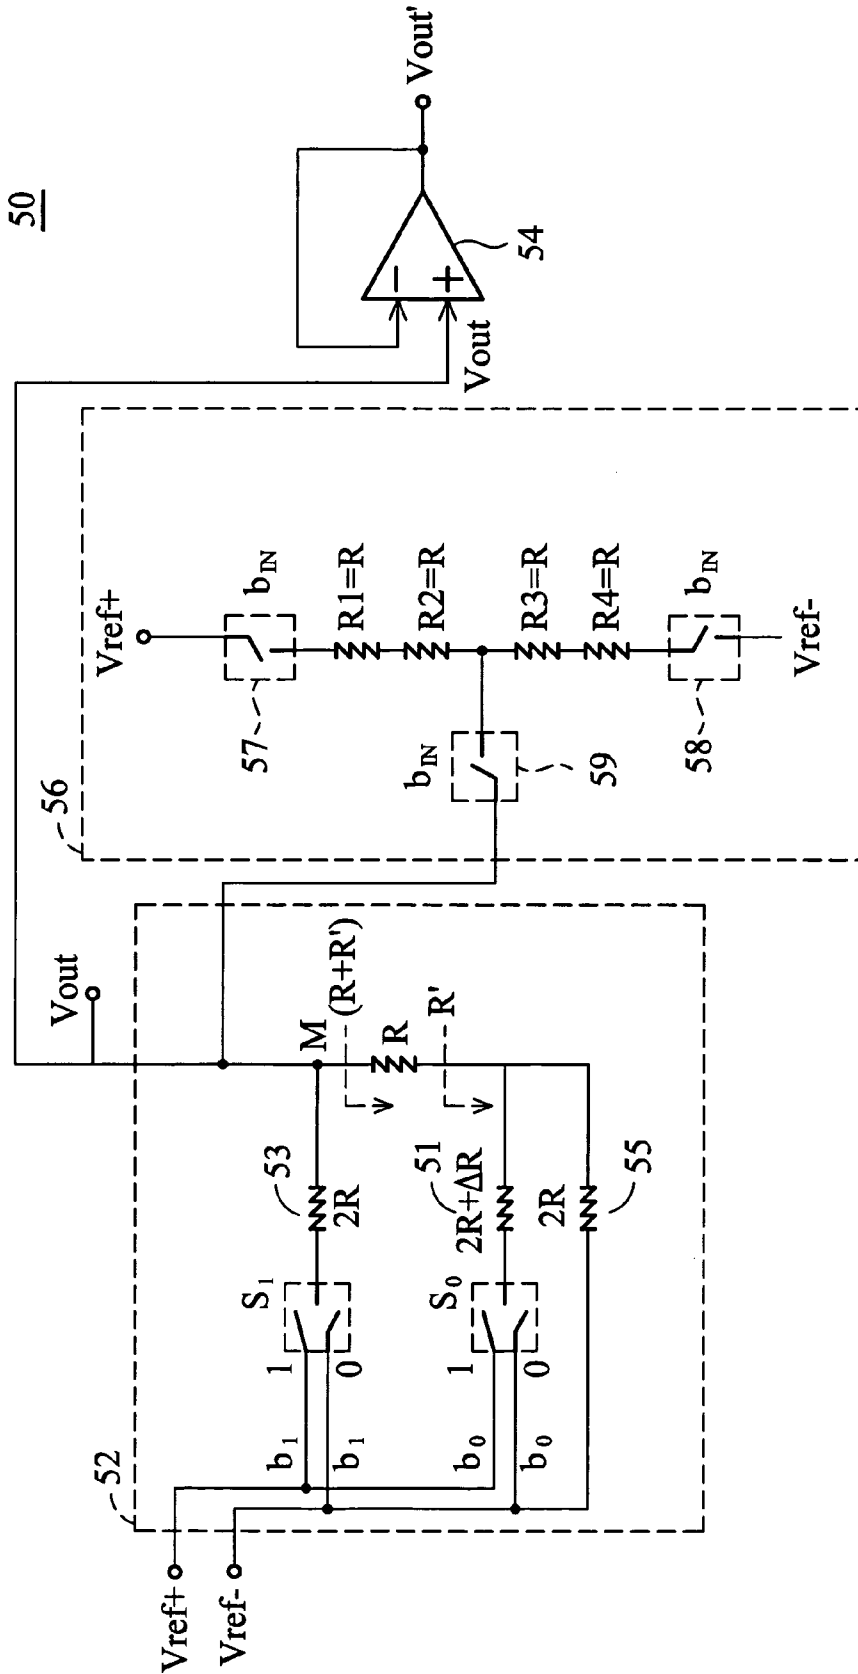 50
52
Vref+
Vref-
b1
b1
b0
b0
S1
1
0
S0
1
0
53
2R
51
2R+ΔR
2R
55
M
(R+R')
R
R'
Vout
56
Vref+
57
bIN
R1=R
R2=R
R3=R
R4=R
bIN
59
58
bIN
Vref-
Vout
−
+
54
Vout'